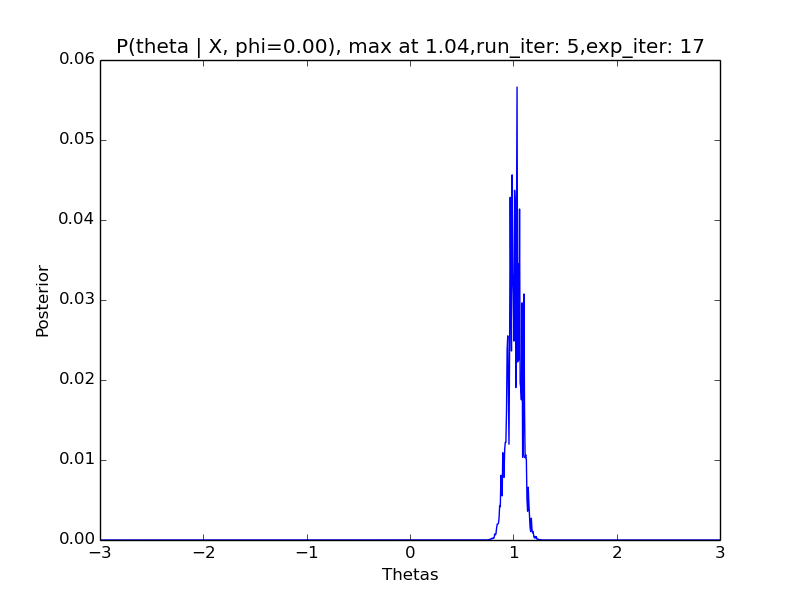 P(theta | X, phi=0.00), max at 1.04,run_iter: 5,exp_iter: 17
0.06
0.05
0.04
0.03
0.02
0.01
0.00
Posterior
−3 −2 −1 0 1 2 3
Thetas